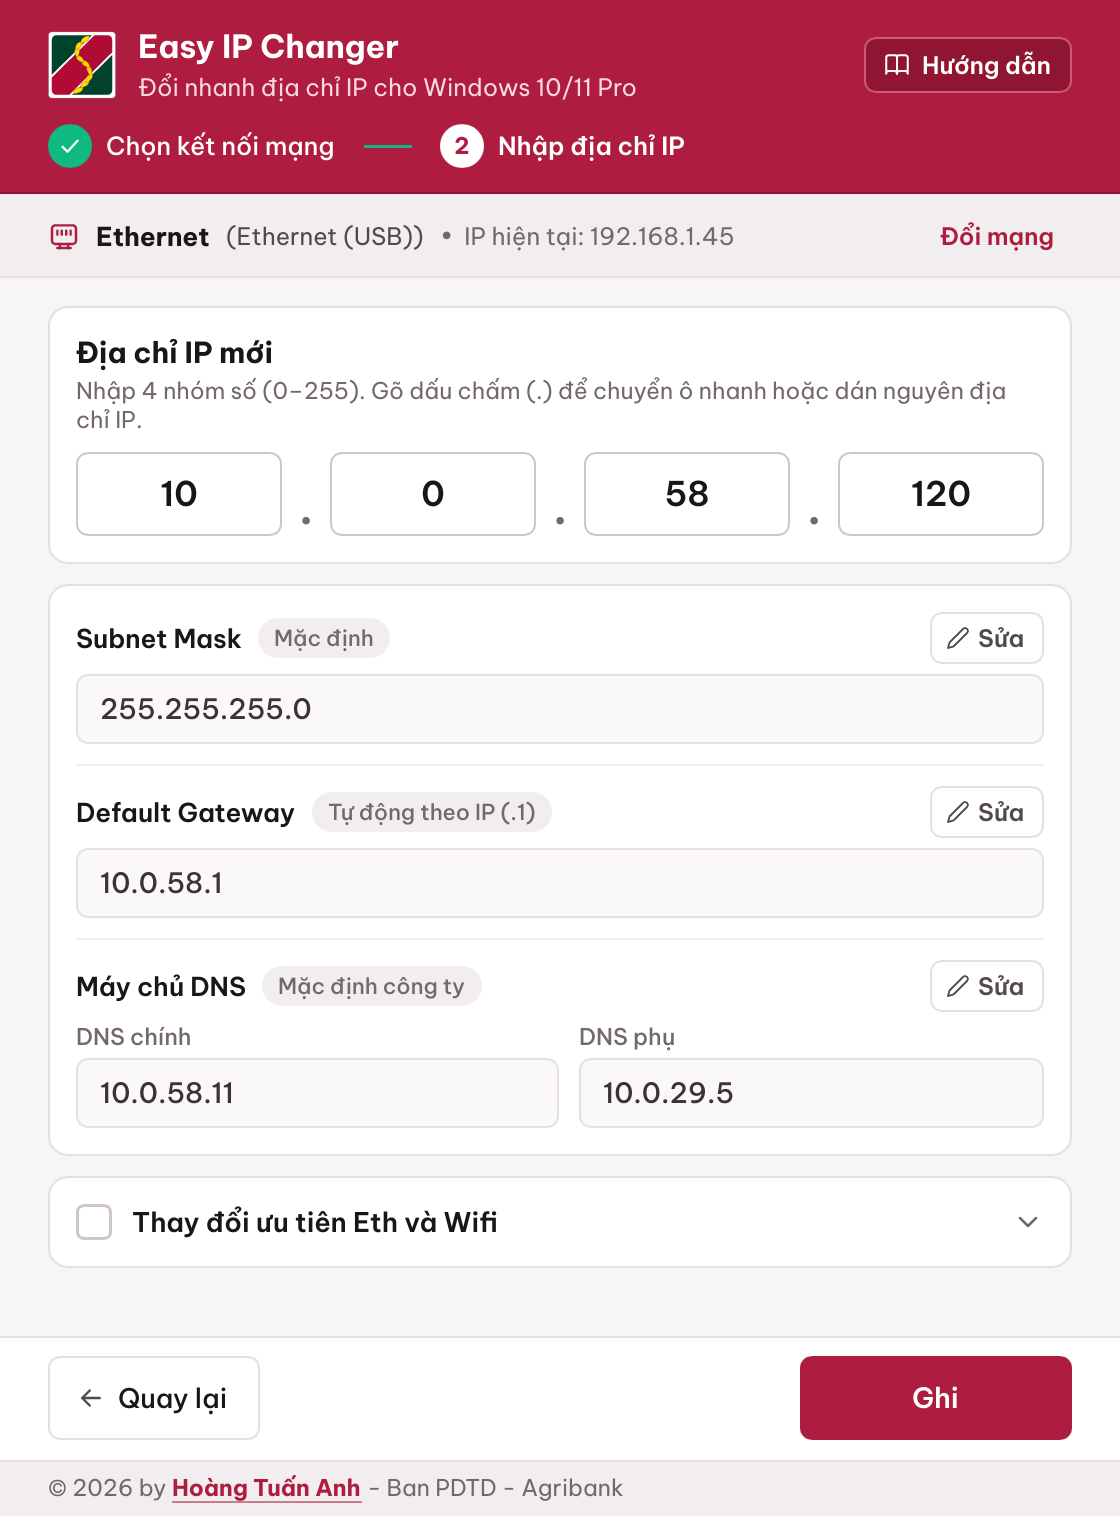 Easy IP Changer
Đổi nhanh địa chỉ IP cho Windows 10/11 Pro
Hướng dẫn
Chọn kết nối mạng
2 Nhập địa chỉ IP
Ethernet (Ethernet (USB)) • IP hiện tại: 192.168.1.45
Đổi mạng
Địa chỉ IP mới
Nhập 4 nhóm số (0–255). Gõ dấu chấm (.) để chuyển ô nhanh hoặc dán nguyên địa
chỉ IP.
10 . 0 . 58 . 120
Subnet Mask Mặc định Sửa
255.255.255.0
Default Gateway Tự động theo IP (.1) Sửa
10.0.58.1
Máy chủ DNS Mặc định công ty Sửa
DNS chính DNS phụ
10.0.58.11 10.0.29.5
Thay đổi ưu tiên Eth và Wifi
Quay lại Ghi
© 2026 by Hoàng Tuấn Anh – Ban PDTD – Agribank